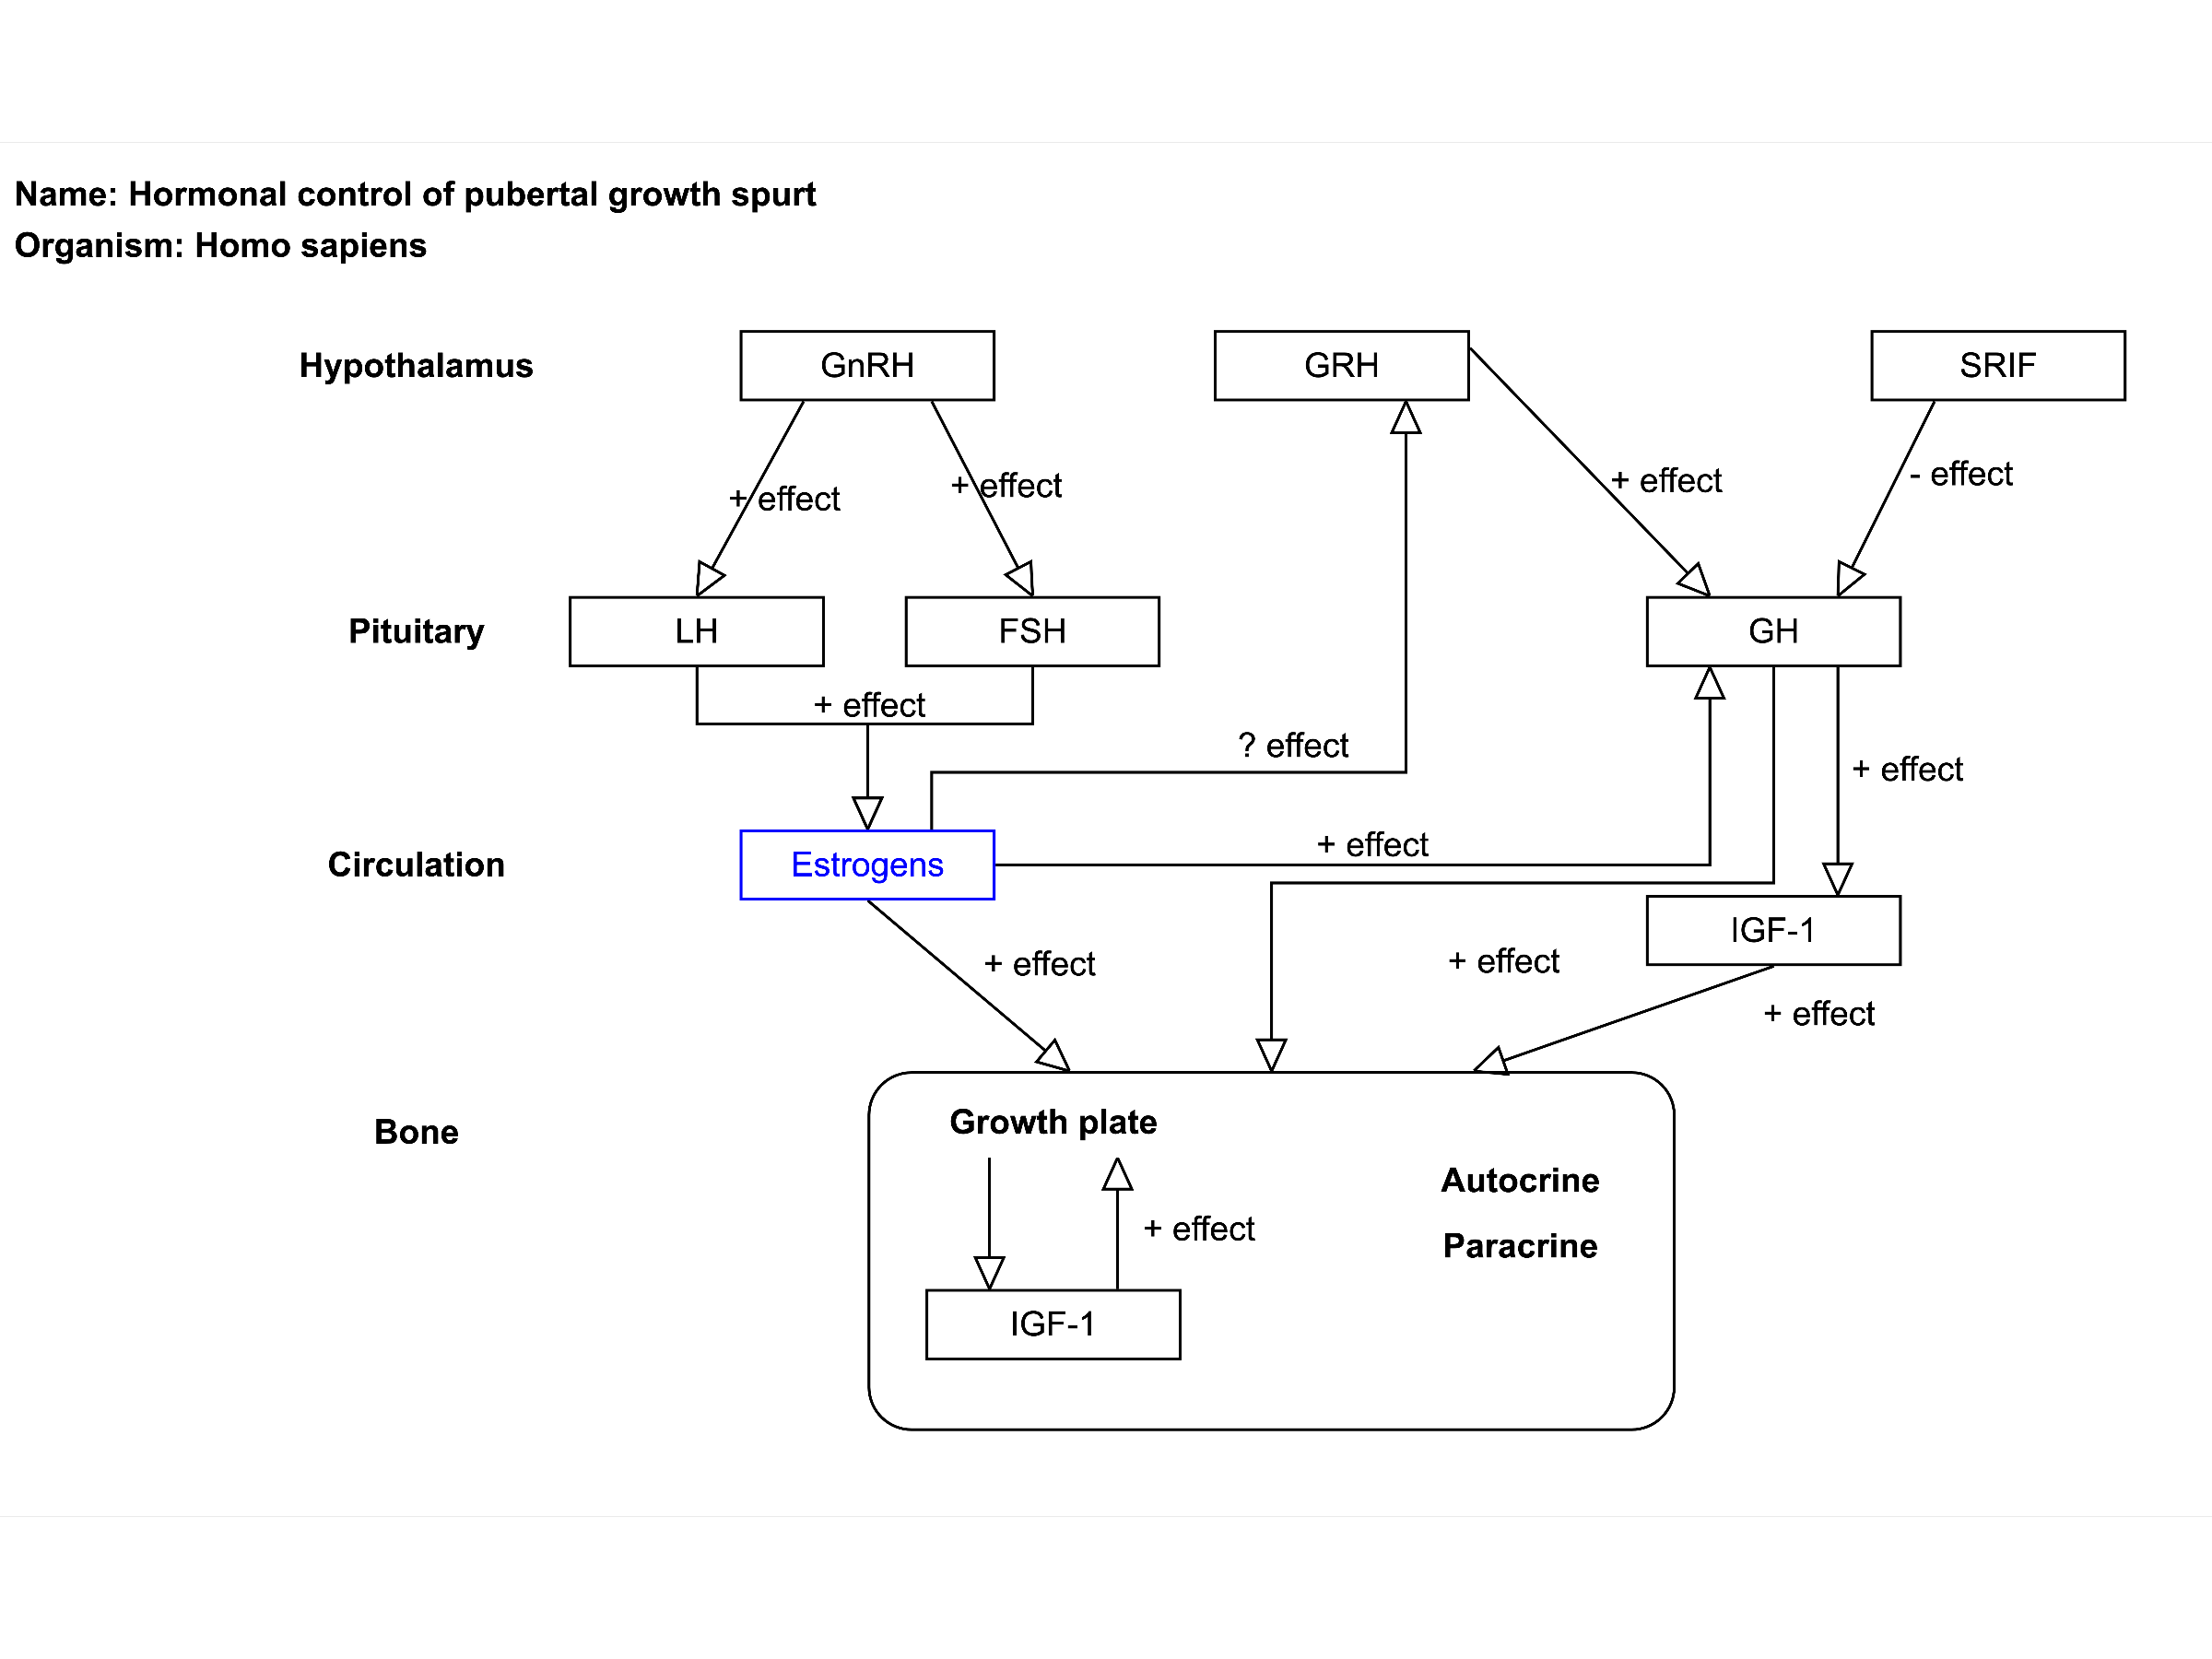 Name: Hormonal control of pubertal growth spurt
Organism: Homo sapiens
Hypothalamus
GnRH
GRH
SRIF
+ effect
+ effect
+ effect
- effect
Pituitary
LH
FSH
GH
+ effect
? effect
+ effect
Circulation
Estrogens
+ effect
IGF-1
+ effect
+ effect
+ effect
Bone
Growth plate
Autocrine
+ effect
Paracrine
IGF-1